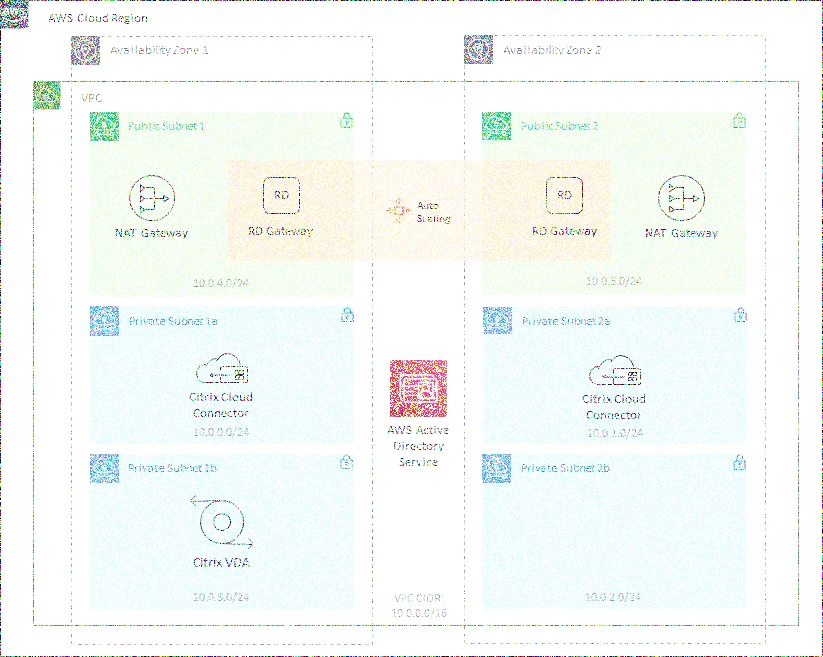 AWS Cloud Region
Availability Zone 1
Availability Zone 2
VPC
Public Subnet 1
Public Subnet 2
RD
RD
Auto
Scaling
NAT Gateway
RD Gateway
RD Gateway
NAT Gateway
10.0.4.0/24
10.0.5.0/24
Private Subnet 1a
Private Subnet 2a
Citrix Cloud
Connector
10.0.0.0/24
Citrix Cloud
Connector
10.0.1.0/24
AWS Active
Directory
Service
Private Subnet 1b
Private Subnet 2b
Citrix VDA
10.0.3.0/24
VPC CIDR:
10.0.0.0/16
10.0.2.0/24